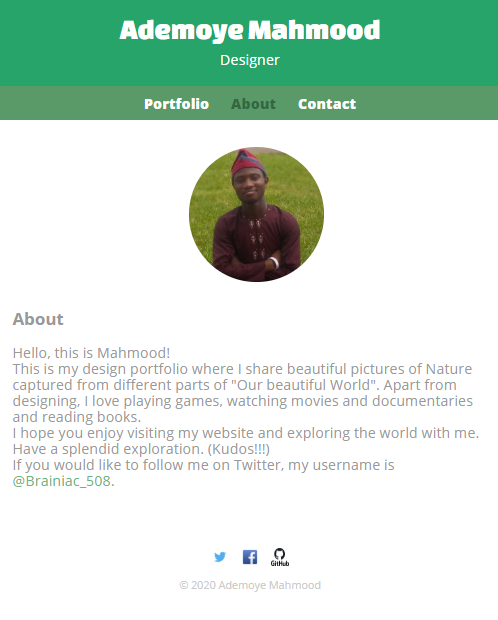 Ademoye Mahmood
Designer
Portfolio About Contact
About
Hello, this is Mahmood!
This is my design portfolio where I share beautiful pictures of Nature
captured from different parts of "Our beautiful World". Apart from
designing, I love playing games, watching movies and documentaries
and reading books.
I hope you enjoy visiting my website and exploring the world with me.
Have a splendid exploration. (Kudos!!!)
If you would like to follow me on Twitter, my username is
@Brainiac_508.
GitHub
© 2020 Ademoye Mahmood